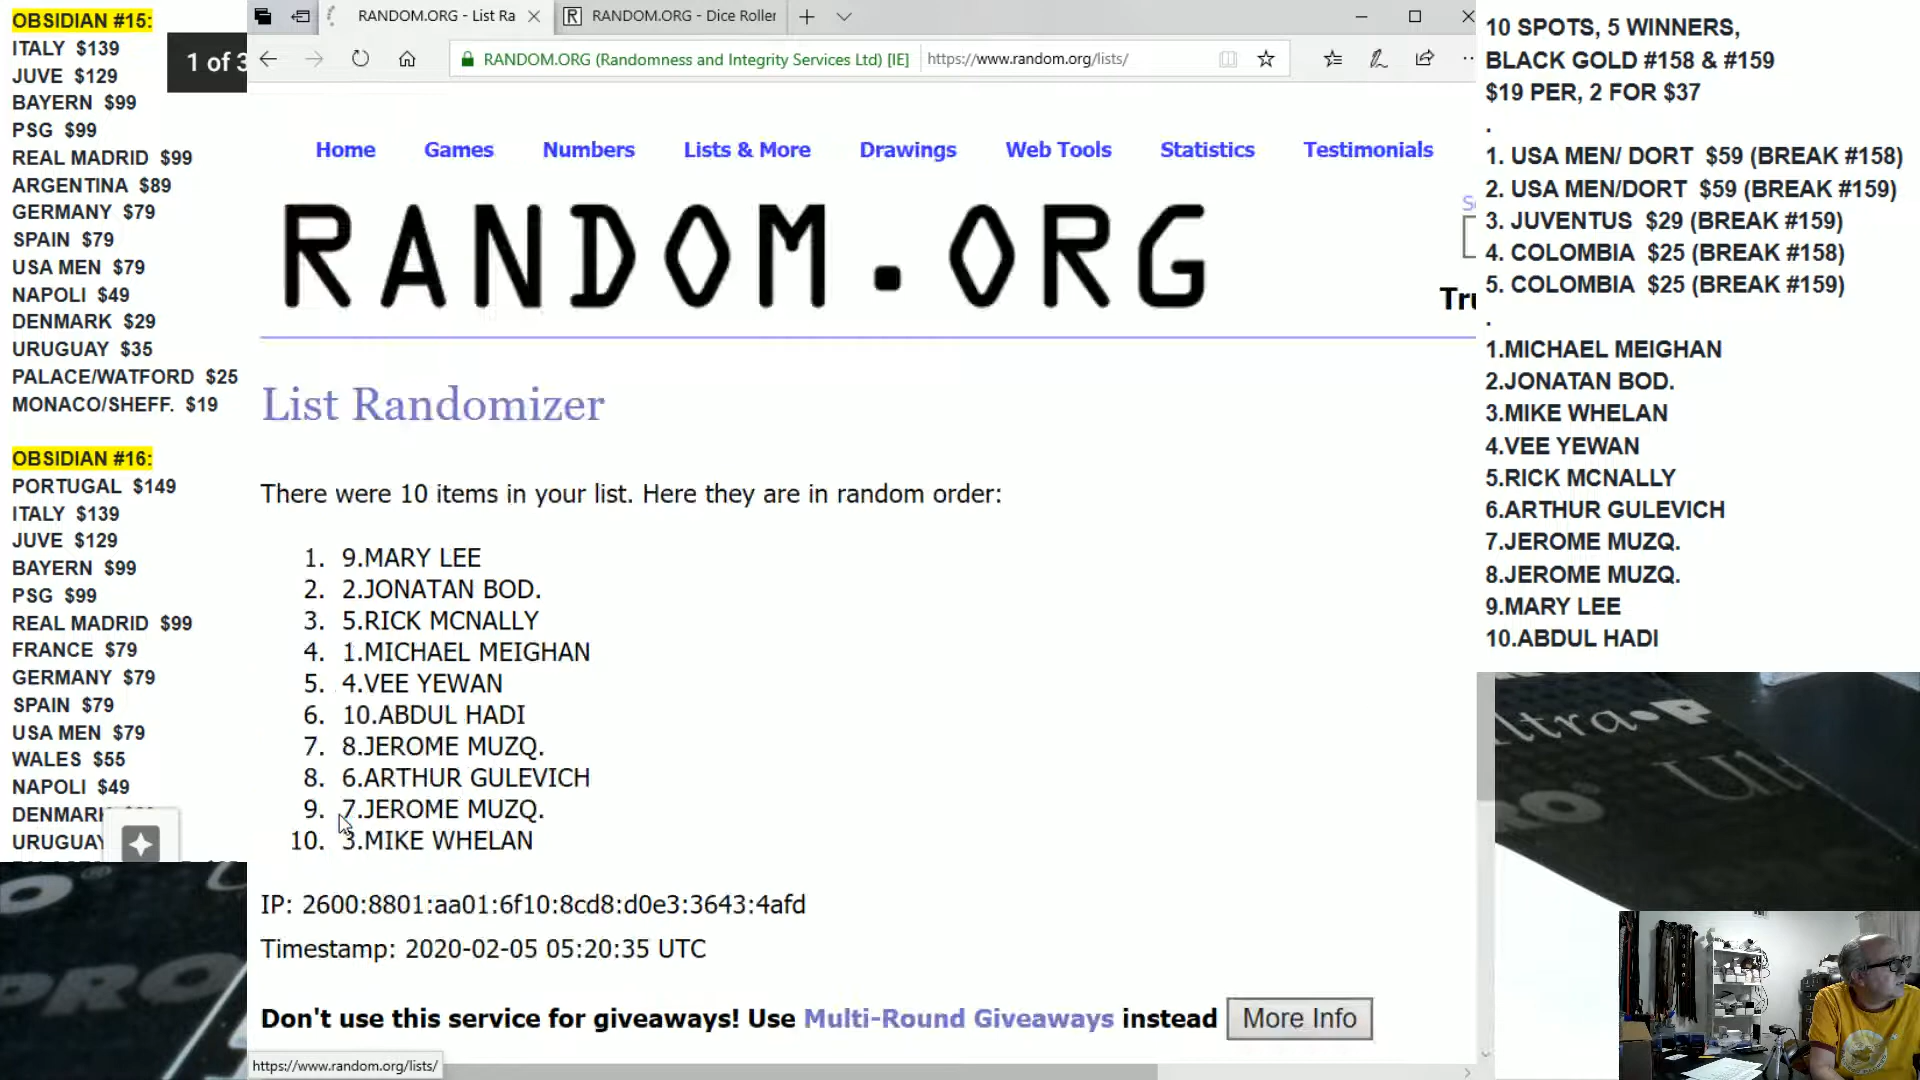 OBSIDIAN #15:
ITALY $139
JUVE $129
BAYERN $99
PSG $99
REAL MADRID $99
ARGENTINA $89
GERMANY $79
SPAIN $79
USA MEN $79
NAPOLI $49
DENMARK $29
URUGUAY $35
PALACE/WATFORD $25
MONACO/SHEFF. $19
OBSIDIAN #16:
PORTUGAL $149
ITALY $139
JUVE $129
BAYERN $99
PSG $99
REAL MADRID $99
FRANCE $79
GERMANY $79
SPAIN $79
USA MEN $79
WALES $55
NAPOLI $49
DENMARK
URUGUAY
1 of 3
RANDOM.ORG - List Ra
RANDOM.ORG - Dice Roller
RANDOM.ORG (Randomness and Integrity Services Ltd) [IE]
https://www.random.org/lists/
Home Games Numbers Lists & More Drawings Web Tools Statistics Testimonials
RANDOM.ORG
List Randomizer
There were 10 items in your list. Here they are in random order:
1. 9.MARY LEE
2. 2.JONATAN BOD.
3. 5.RICK MCNALLY
4. 1.MICHAEL MEIGHAN
5. 4.VEE YEWAN
6. 10.ABDUL HADI
7. 8.JEROME MUZQ.
8. 6.ARTHUR GULEVICH
9. 7.JEROME MUZQ.
10. 3.MIKE WHELAN
IP: 2600:8801:aa01:6f10:8cd8:d0e3:3643:4afd
Timestamp: 2020-02-05 05:20:35 UTC
Don't use this service for giveaways! Use Multi-Round Giveaways instead
More Info
https://www.random.org/lists/
10 SPOTS, 5 WINNERS,
BLACK GOLD #158 & #159
$19 PER, 2 FOR $37
.
1. USA MEN/ DORT $59 (BREAK #158)
2. USA MEN/DORT $59 (BREAK #159)
3. JUVENTUS $29 (BREAK #159)
4. COLOMBIA $25 (BREAK #158)
5. COLOMBIA $25 (BREAK #159)
.
1.MICHAEL MEIGHAN
2.JONATAN BOD.
3.MIKE WHELAN
4.VEE YEWAN
5.RICK MCNALLY
6.ARTHUR GULEVICH
7.JEROME MUZQ.
8.JEROME MUZQ.
9.MARY LEE
10.ABDUL HADI
PRO